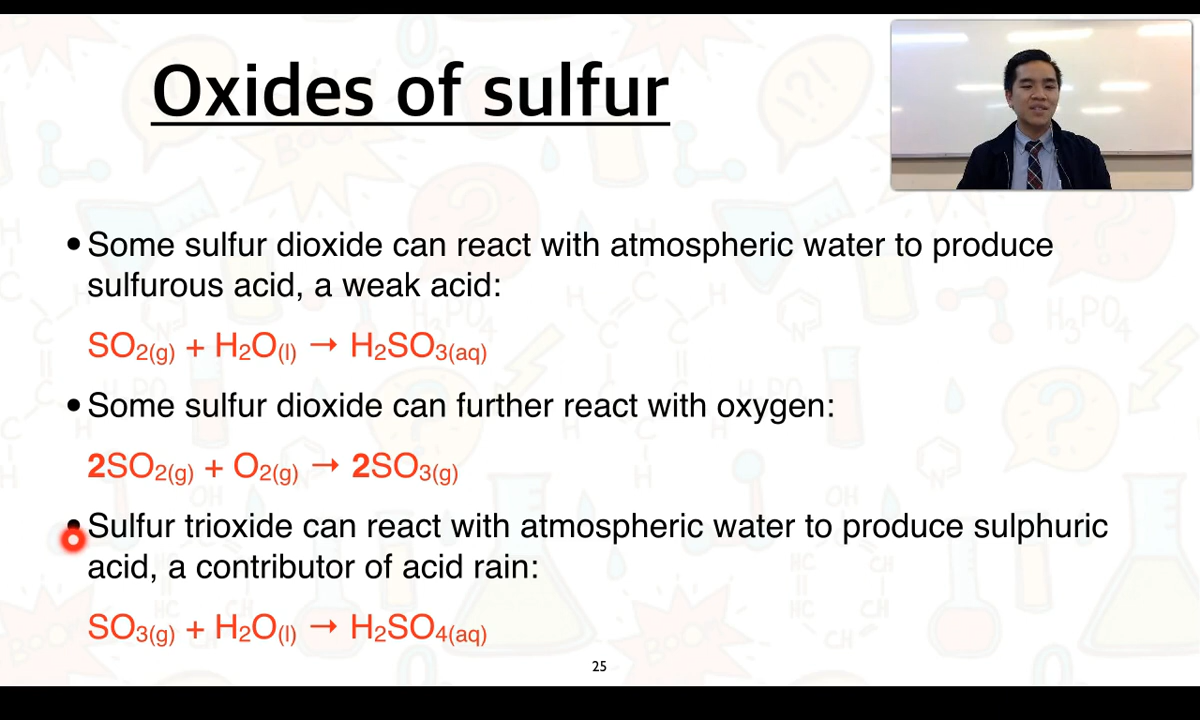 Oxides of sulfur
• Some sulfur dioxide can react with atmospheric water to produce
sulfurous acid, a weak acid:
SO2(g) + H2O(l) → H2SO3(aq)
• Some sulfur dioxide can further react with oxygen:
2SO2(g) + O2(g) → 2SO3(g)
• Sulfur trioxide can react with atmospheric water to produce sulphuric
acid, a contributor of acid rain:
SO3(g) + H2O(l) → H2SO4(aq)
25